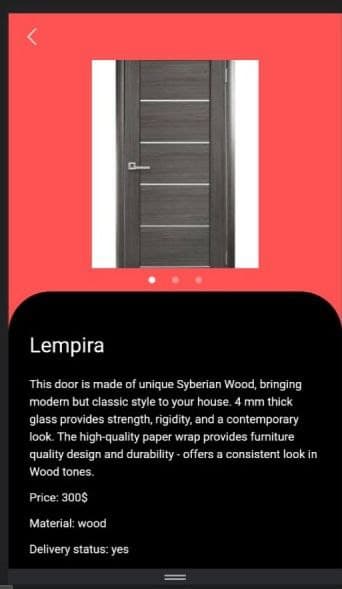 Lempira
This door is made of unique Syberian Wood, bringing
modern but classic style to your house. 4 mm thick
glass provides strength, rigidity, and a contemporary
look. The high-quality paper wrap provides furniture
quality design and durability - offers a consistent look in
Wood tones.
Price: 300$
Material: wood
Delivery status: yes